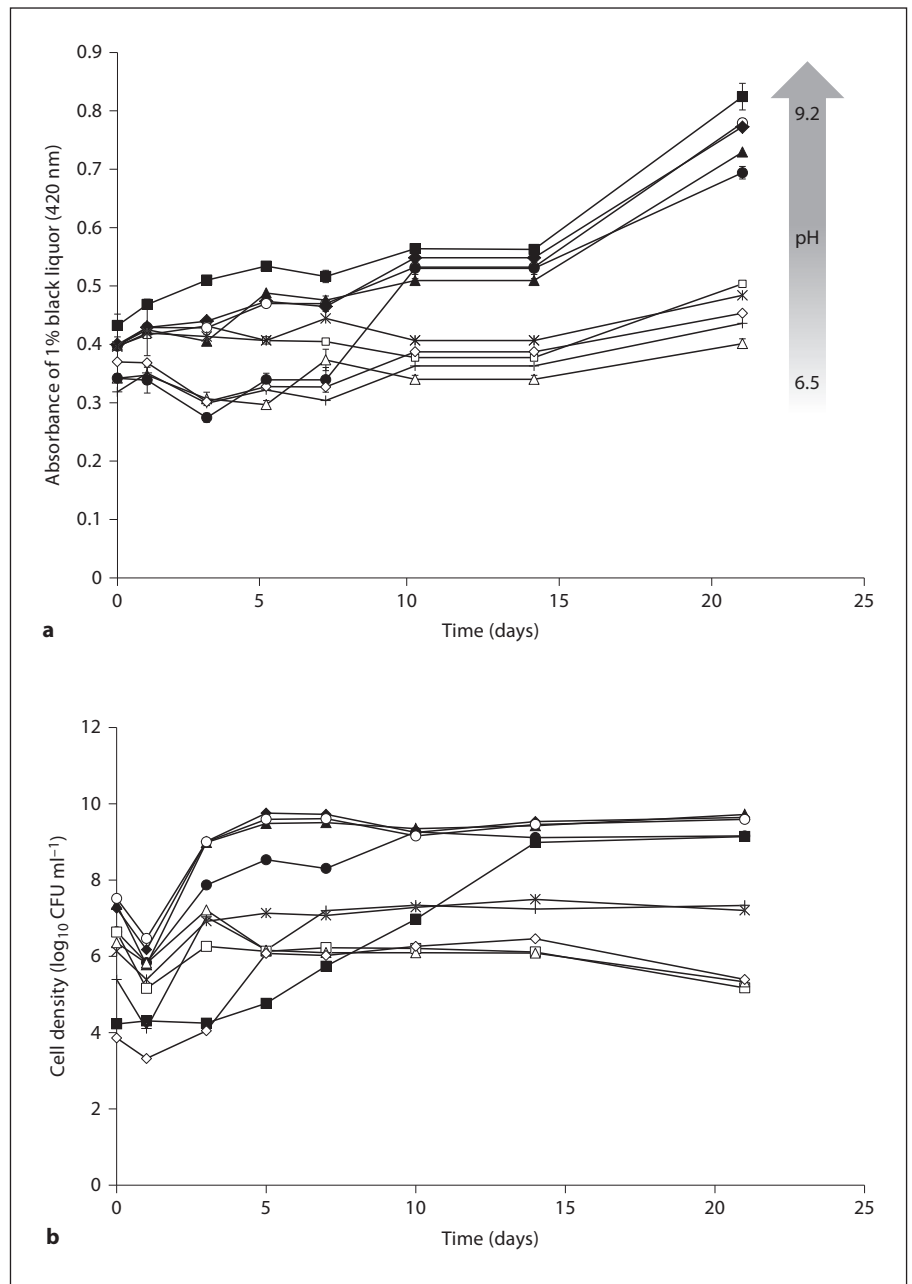 0.9
0.8
0.7
0.6
0.5
0.4
0.3
0.2
0.1
0
Absorbance of 1% black liquor (420 nm)
0 5 10 15 20 25
Time (days)
9.2
pH
6.5
a
12
10
8
6
4
2
0
Cell density (log₁₀ CFU ml⁻¹)
0 5 10 15 20 25
Time (days)
b